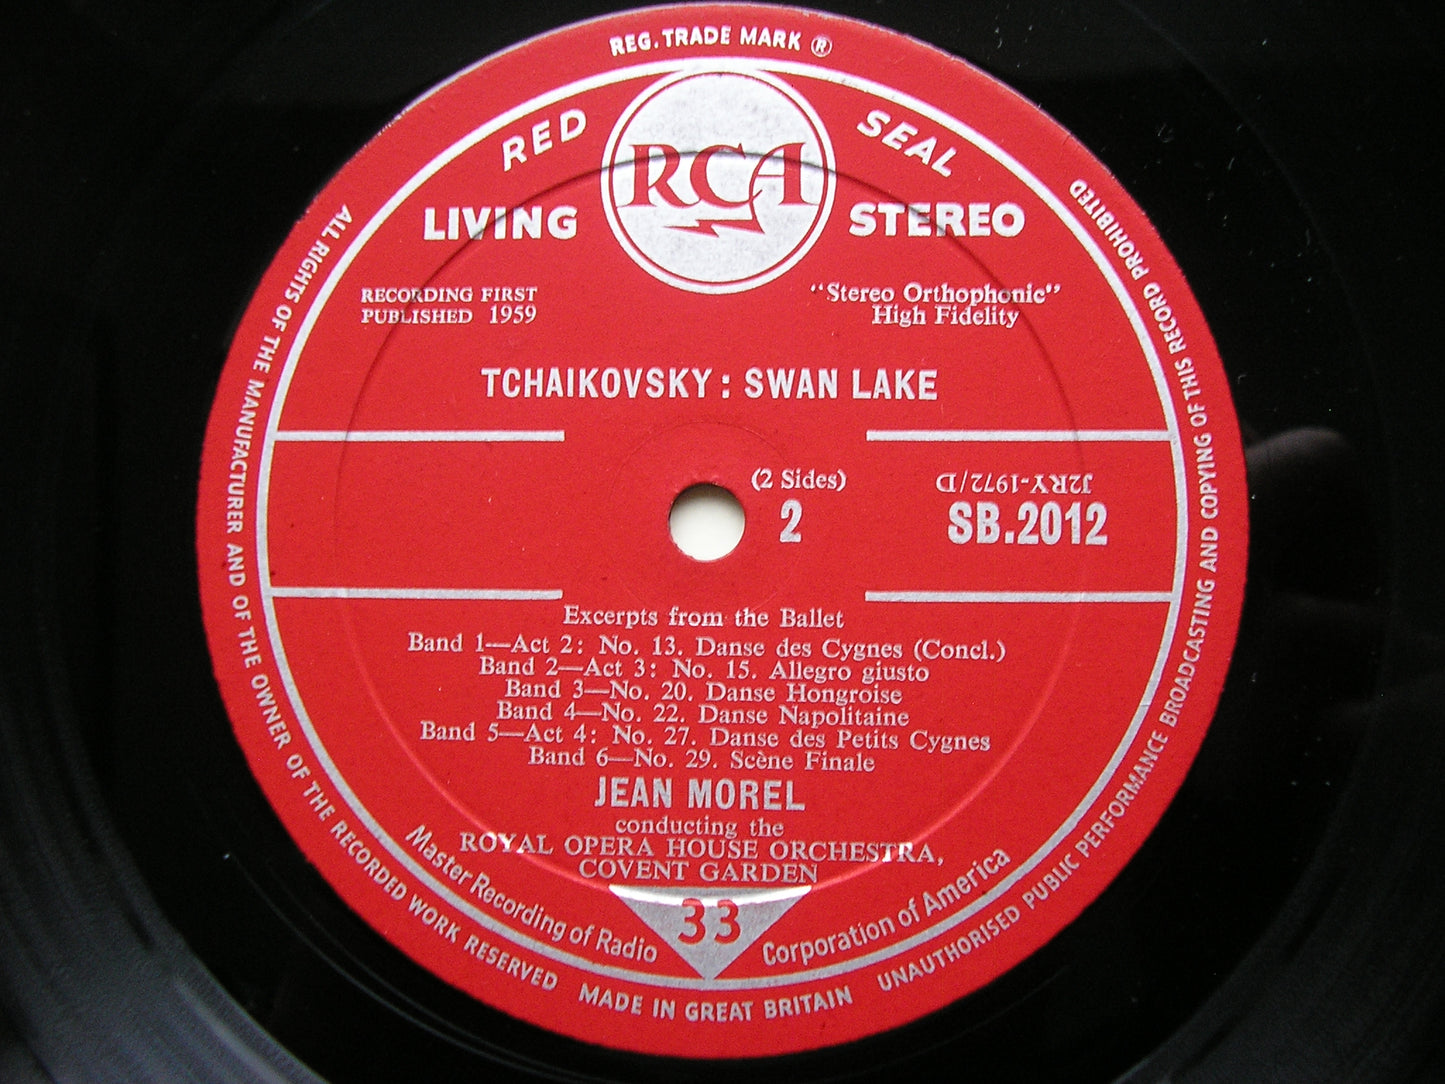 REG. TRADE MARK ®
RED SEAL
RCA
LIVING STEREO
RECORDING FIRST
PUBLISHED 1959
"Stereo Orthophonic"
High Fidelity
TCHAIKOVSKY : SWAN LAKE
(2 Sides)
2
J2RY-1972/D
SB.2012
Excerpts from the Ballet
Band 1—Act 2: No. 13. Danse des Cygnes (Concl.)
Band 2—Act 3: No. 15. Allegro giusto
Band 3—No. 20. Danse Hongroise
Band 4—No. 22. Danse Napolitaine
Band 5—Act 4: No. 27. Danse des Petits Cygnes
Band 6—No. 29. Scène Finale
JEAN MOREL
conducting the
ROYAL OPERA HOUSE ORCHESTRA,
COVENT GARDEN
33
Master Recording of Radio Corporation of America
ALL RIGHTS OF THE MANUFACTURER AND OF THE OWNER OF THE RECORDED WORK RESERVED
MADE IN GREAT BRITAIN
UNAUTHORISED PUBLIC PERFORMANCE BROADCASTING AND COPYING OF THIS RECORD PROHIBITED